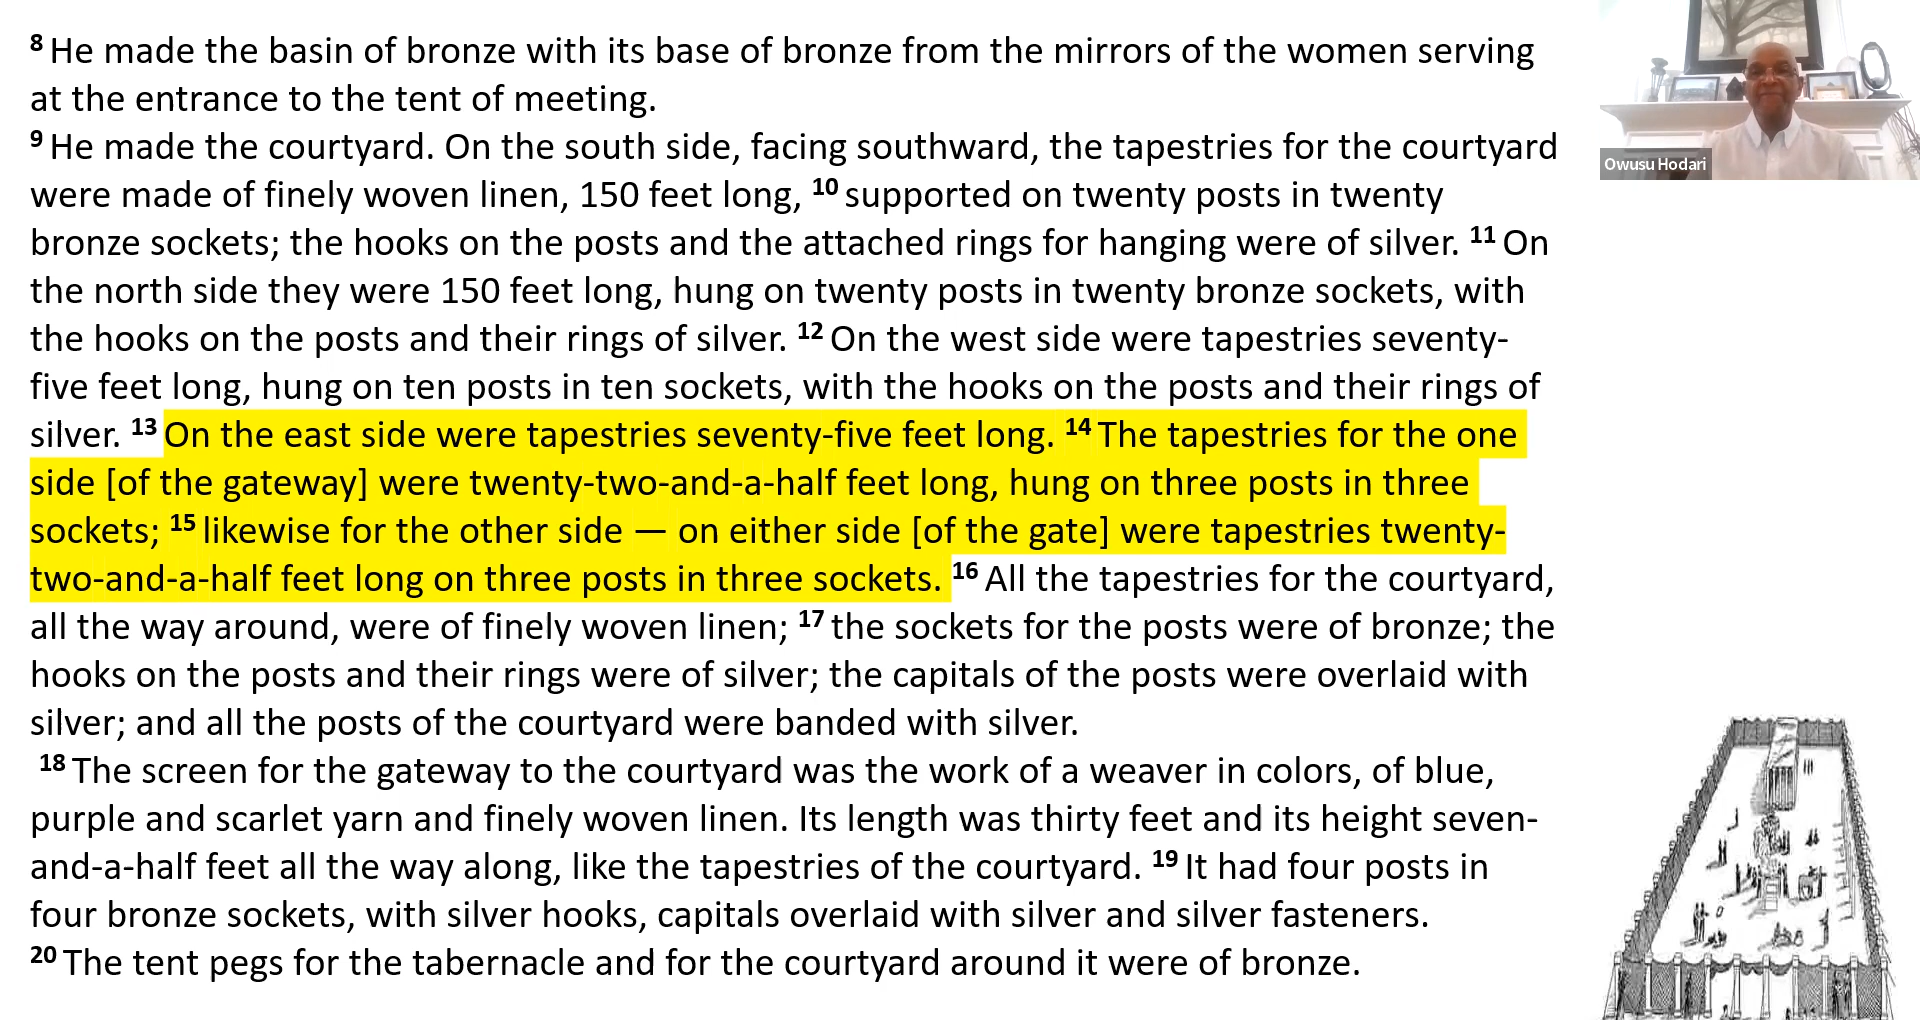 8 He made the basin of bronze with its base of bronze from the mirrors of the women serving
at the entrance to the tent of meeting.
9 He made the courtyard. On the south side, facing southward, the tapestries for the courtyard
were made of finely woven linen, 150 feet long, 10 supported on twenty posts in twenty
bronze sockets; the hooks on the posts and the attached rings for hanging were of silver. 11 On
the north side they were 150 feet long, hung on twenty posts in twenty bronze sockets, with
the hooks on the posts and their rings of silver. 12 On the west side were tapestries seventy-
five feet long, hung on ten posts in ten sockets, with the hooks on the posts and their rings of
silver. 13 On the east side were tapestries seventy-five feet long. 14 The tapestries for the one
side [of the gateway] were twenty-two-and-a-half feet long, hung on three posts in three
sockets; 15 likewise for the other side — on either side [of the gate] were tapestries twenty-
two-and-a-half feet long on three posts in three sockets. 16 All the tapestries for the courtyard,
all the way around, were of finely woven linen; 17 the sockets for the posts were of bronze; the
hooks on the posts and their rings were of silver; the capitals of the posts were overlaid with
silver; and all the posts of the courtyard were banded with silver.
18 The screen for the gateway to the courtyard was the work of a weaver in colors, of blue,
purple and scarlet yarn and finely woven linen. Its length was thirty feet and its height seven-
and-a-half feet all the way along, like the tapestries of the courtyard. 19 It had four posts in
four bronze sockets, with silver hooks, capitals overlaid with silver and silver fasteners.
20 The tent pegs for the tabernacle and for the courtyard around it were of bronze.
Owusu Hodari